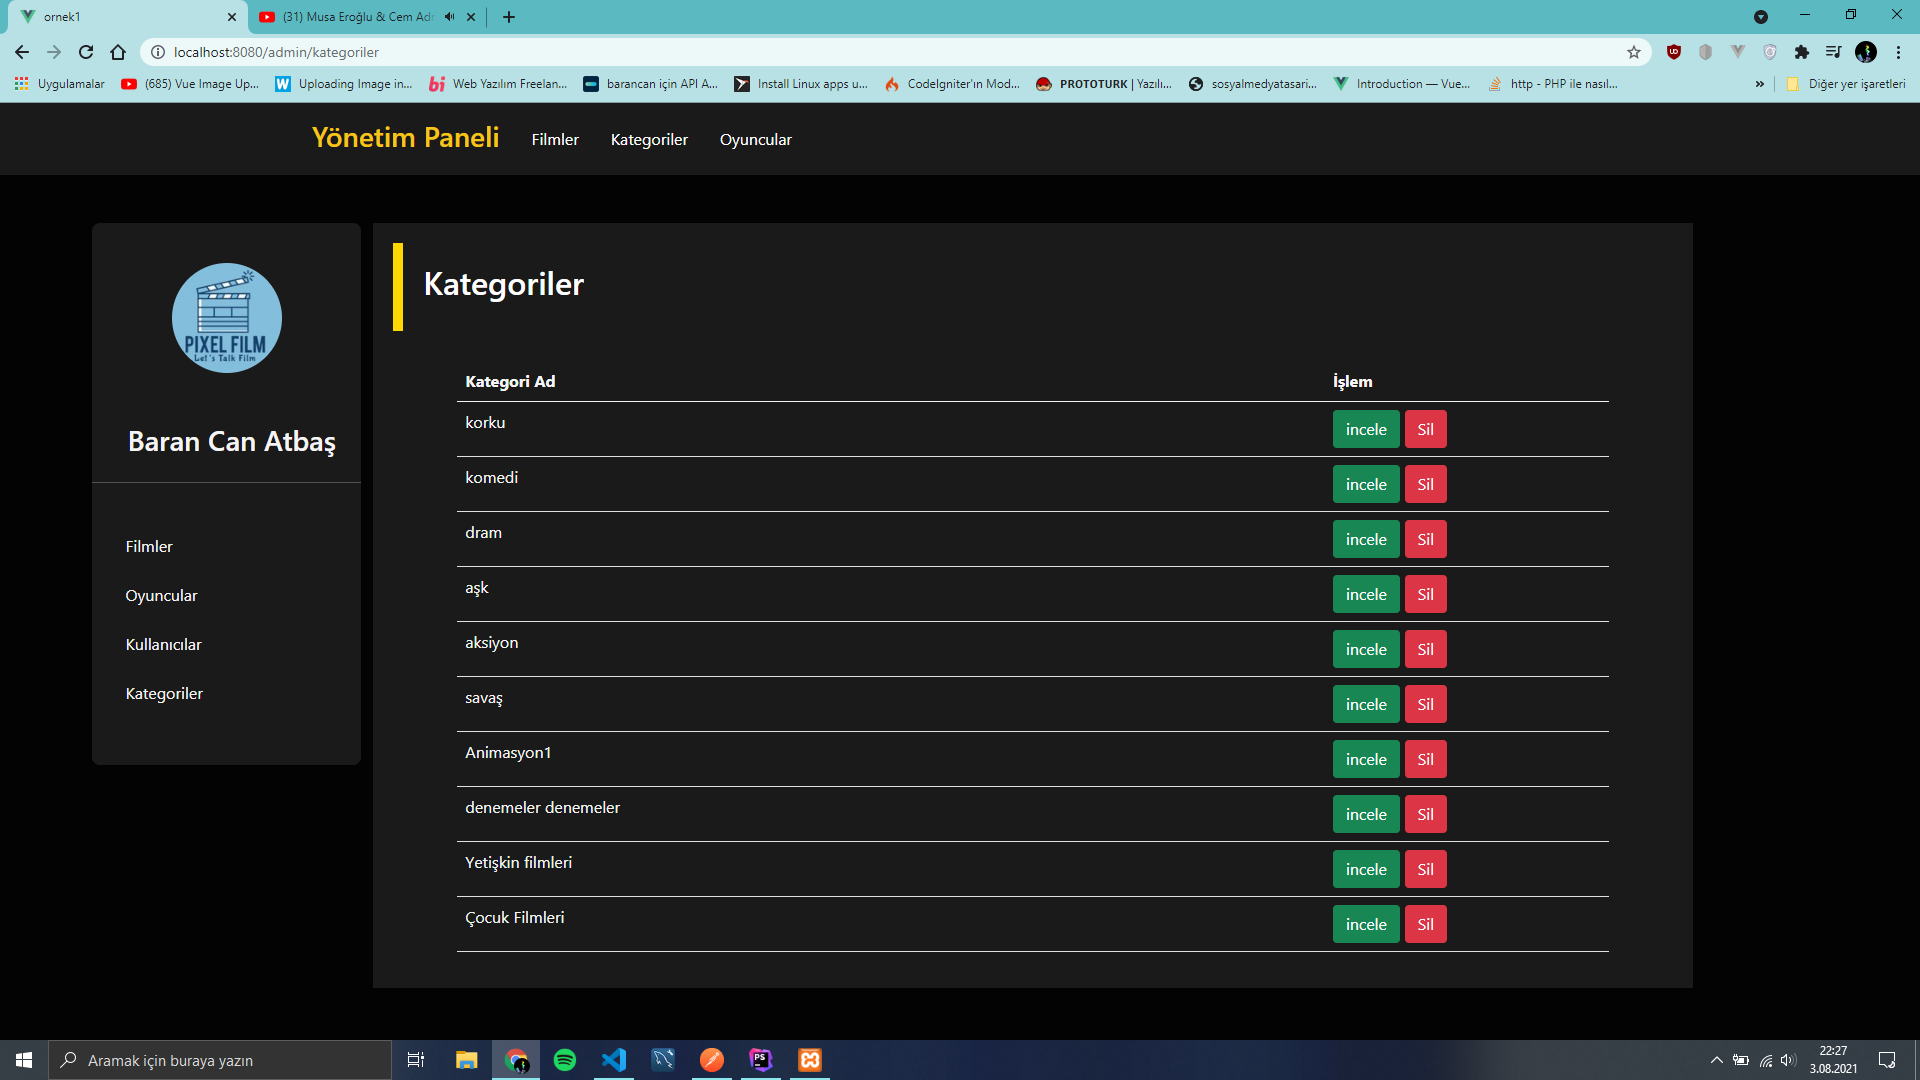 ornek1
(31) Musa Eroğlu & Cem Adr
localhost:8080/admin/kategoriler
Uygulamalar
(685) Vue Image Up...
Uploading Image in...
Web Yazılım Freelan...
barancan için API A...
Install Linux apps u...
CodeIgniter'ın Mod...
PROTOTURK | Yazılı...
sosyalmedyatasari...
Introduction — Vue...
http - PHP ile nasıl...
»
Diğer yer işaretleri
Yönetim Paneli
Filmler
Kategoriler
Oyuncular
PIXEL FILM
Let's Talk Film
Baran Can Atbaş
Filmler
Oyuncular
Kullanıcılar
Kategoriler
Kategoriler
Kategori Ad İşlem
korku incele Sil
komedi incele Sil
dram incele Sil
aşk incele Sil
aksiyon incele Sil
savaş incele Sil
Animasyon1 incele Sil
denemeler denemeler incele Sil
Yetişkin filmleri incele Sil
Çocuk Filmleri incele Sil
Aramak için buraya yazın
PS
22:27
3.08.2021